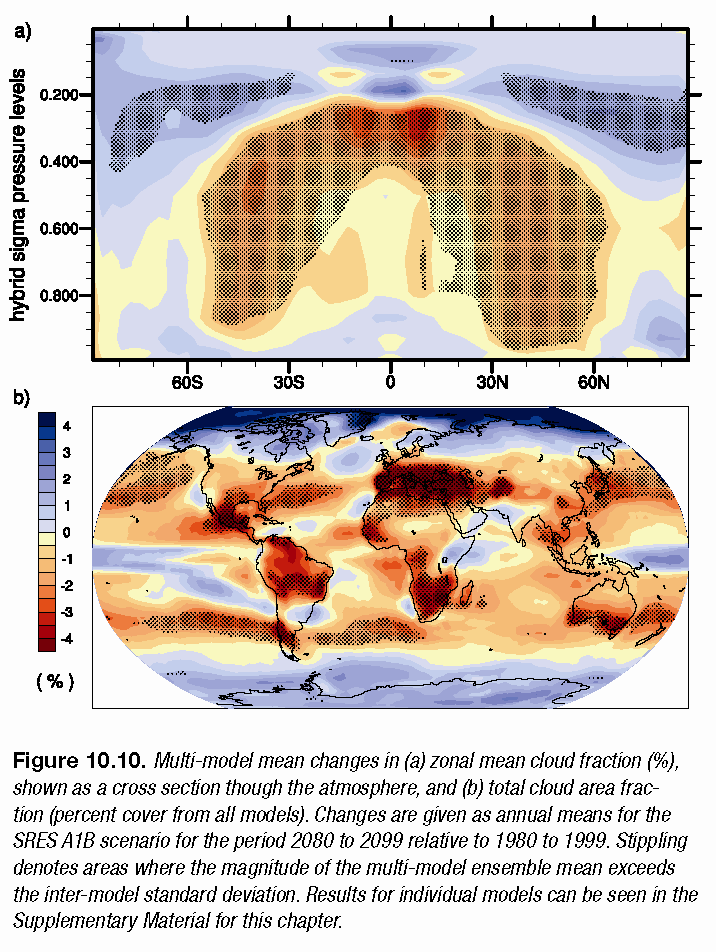 a)
hybrid sigma pressure levels
0.200
0.400
0.600
0.800
60S 30S 0 30N 60N
b)
4
3
2
1
0
-1
-2
-3
-4
( % )
Figure 10.10. Multi-model mean changes in (a) zonal mean cloud fraction (%),
shown as a cross section though the atmosphere, and (b) total cloud area frac-
tion (percent cover from all models). Changes are given as annual means for the
SRES A1B scenario for the period 2080 to 2099 relative to 1980 to 1999. Stippling
denotes areas where the magnitude of the multi-model ensemble mean exceeds
the inter-model standard deviation. Results for individual models can be seen in the
Supplementary Material for this chapter.